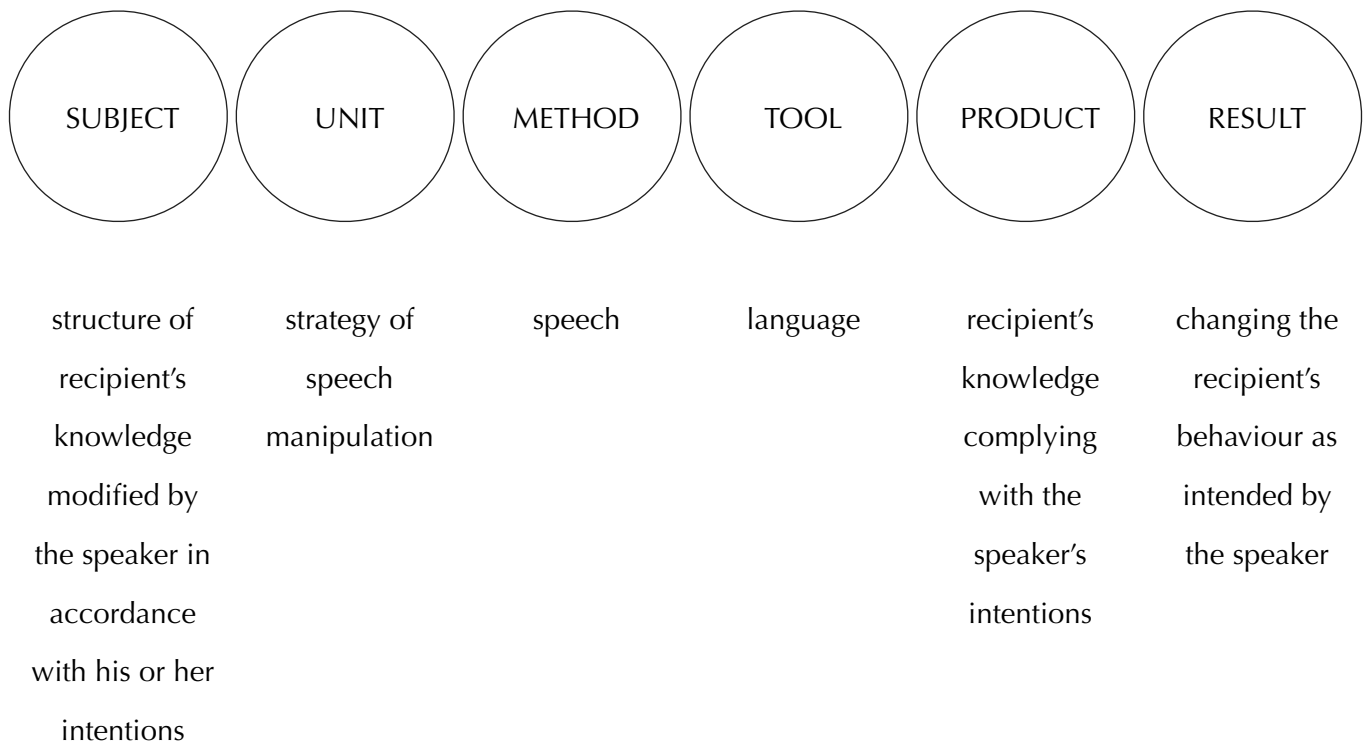 SUBJECT
UNIT
METHOD
TOOL
PRODUCT
RESULT
structure of
recipient’s
knowledge
modified by
the speaker in
accordance
with his or her
intentions
strategy of
speech
manipulation
speech
language
recipient’s
knowledge
complying
with the
speaker’s
intentions
changing the
recipient’s
behaviour as
intended by
the speaker